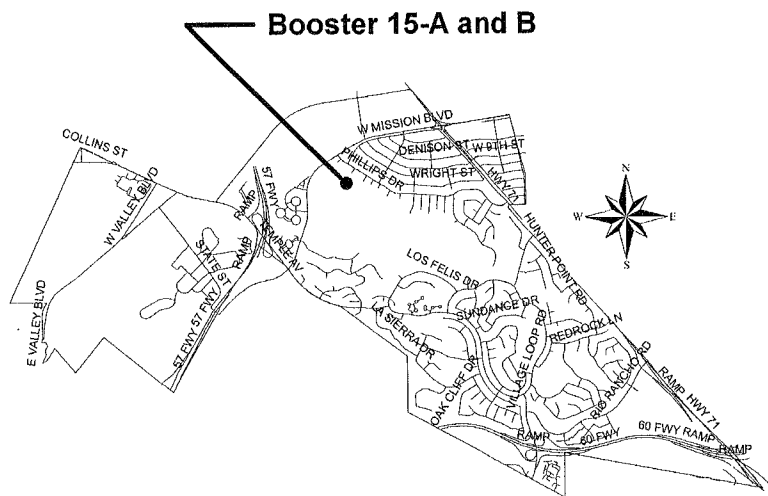 Booster 15-A and B
COLLINS ST
W MISSION BLVD
DENISON ST
W 9TH ST
PHILLIPS DR
WRIGHT ST
HWY 71
W VALLEY BLVD
57 FWY
RAMP
TEMPLE AV
N
W
E
S
HUNTER POINT RD
STATE ST
RAMP
LOS FELIS DR
E VALLEY BLVD
57 FWY
57 FWY
LA SIERRA DR
SUNDANCE DR
REDROCK LN
VILLAGE LOOP RD
OAK CLIFF DR
RIO RANCHO RD
RAMP
HWY 71
RAMP
60 FWY
60 FWY RAMP
RAMP